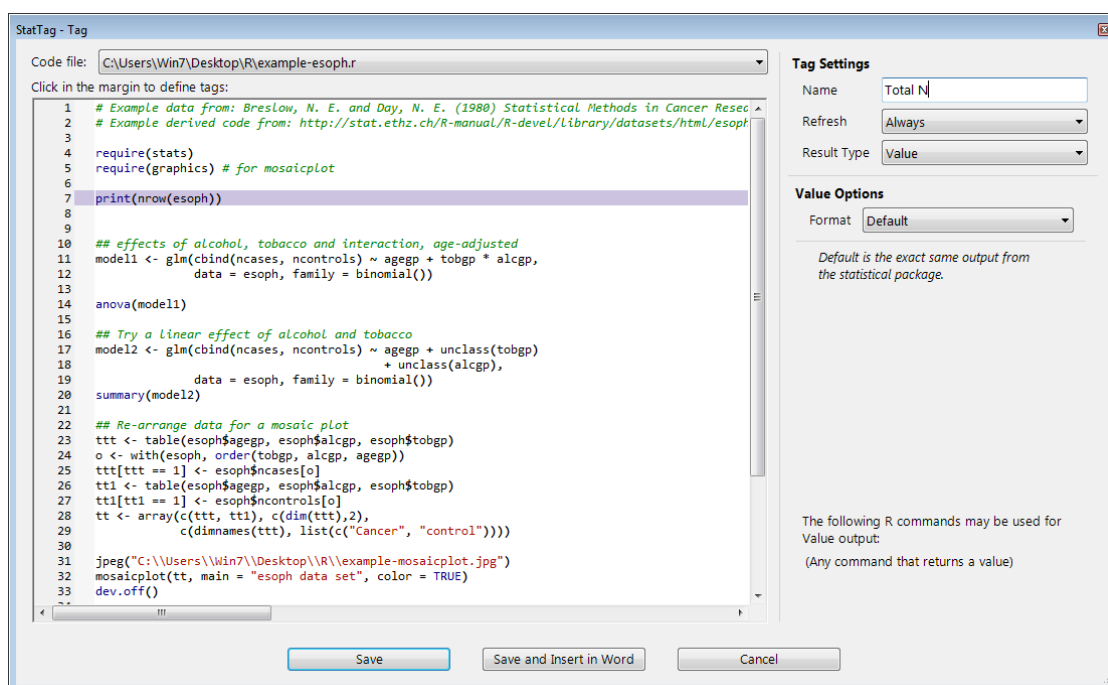 StatTag - Tag
Code file: C:\Users\Win7\Desktop\R\example-esoph.r
Click in the margin to define tags:
1 # Example data from: Breslow, N. E. and Day, N. E. (1980) Statistical Methods in Cancer Resea
2 # Example derived code from: http://stat.ethz.ch/R-manual/R-devel/library/datasets/html/esoph
3
4 require(stats)
5 require(graphics) # for mosaicplot
6
7 print(nrow(esoph))
8
9
10 ## effects of alcohol, tobacco and interaction, age-adjusted
11 model1 <- glm(cbind(ncases, ncontrols) ~ agegp + tobgp * alcgp,
12 data = esoph, family = binomial())
13
14 anova(model1)
15
16 ## Try a linear effect of alcohol and tobacco
17 model2 <- glm(cbind(ncases, ncontrols) ~ agegp + unclass(tobgp)
18 + unclass(alcgp),
19 data = esoph, family = binomial())
20 summary(model2)
21
22 ## Re-arrange data for a mosaic plot
23 ttt <- table(esoph$agegp, esoph$alcgp, esoph$tobgp)
24 o <- with(esoph, order(tobgp, alcgp, agegp))
25 ttt[ttt == 1] <- esoph$ncases[o]
26 tt1 <- table(esoph$agegp, esoph$alcgp, esoph$tobgp)
27 tt1[tt1 == 1] <- esoph$ncontrols[o]
28 tt <- array(c(ttt, tt1), c(dim(ttt),2),
29 c(dimnames(ttt), list(c("Cancer", "control"))))
30
31 jpeg("C:\\Users\\Win7\\Desktop\\R\\example-mosaicplot.jpg")
32 mosaicplot(tt, main = "esoph data set", color = TRUE)
33 dev.off()
Tag Settings
Name Total N
Refresh Always
Result Type Value
Value Options
Format Default
Default is the exact same output from
the statistical package.
The following R commands may be used for
Value output:
(Any command that returns a value)
Save Save and Insert in Word Cancel